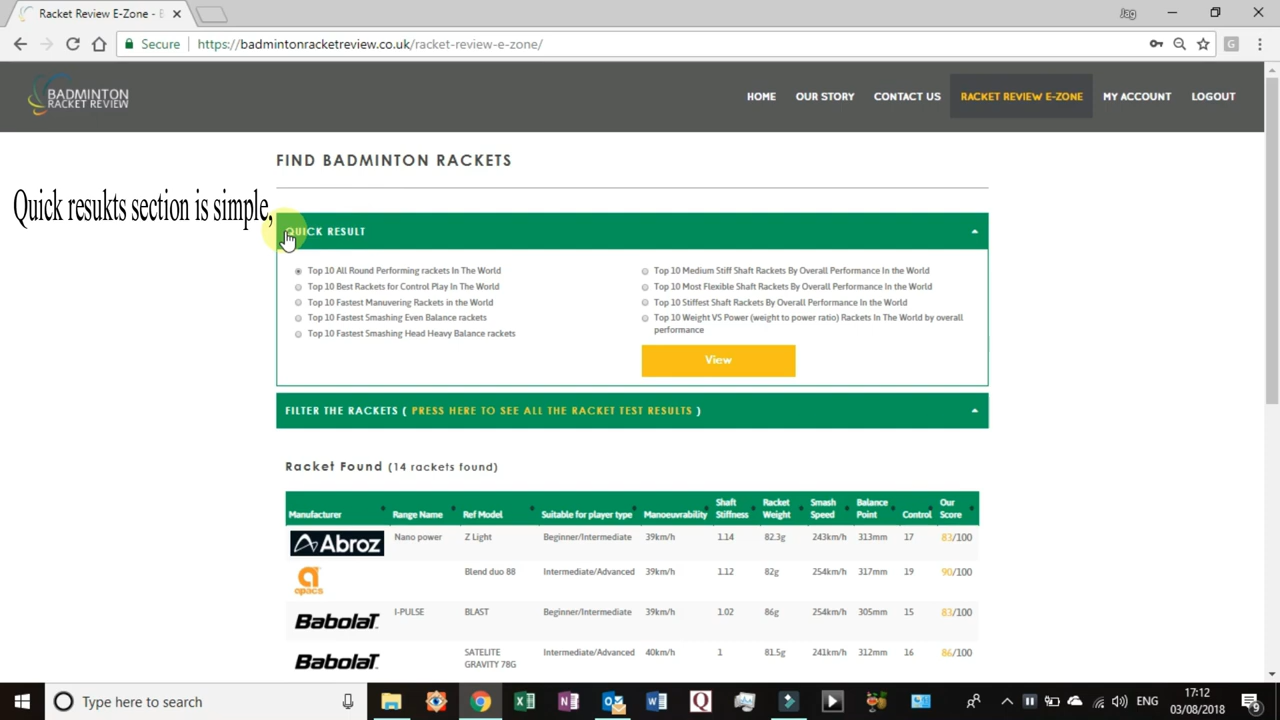 Racket Review E-Zone - E
Jag
Secure
https://badmintonracketreview.co.uk/racket-review-e-zone/
BADMINTON
RACKET REVIEW
HOME OUR STORY CONTACT US RACKET REVIEW E-ZONE MY ACCOUNT LOGOUT
FIND BADMINTON RACKETS
Quick resukts section is simple,
QUICK RESULT
Top 10 All Round Performing rackets In The World
Top 10 Best Rackets for Control Play In The World
Top 10 Fastest Manuvering Rackets in the World
Top 10 Fastest Smashing Even Balance rackets
Top 10 Fastest Smashing Head Heavy Balance rackets
Top 10 Medium Stiff Shaft Rackets By Overall Performance In the World
Top 10 Most Flexible Shaft Rackets By Overall Performance In the World
Top 10 Stiffest Shaft Rackets By Overall Performance In the World
Top 10 Weight VS Power (weight to power ratio) Rackets In The World by overall
performance
View
FILTER THE RACKETS ( PRESS HERE TO SEE ALL THE RACKET TEST RESULTS )
Racket Found (14 rackets found)
Manufacturer Range Name Ref Model Suitable for player type Manoeuvrability Shaft Stiffness Racket Weight Smash Speed Balance Point Control Our Score
Abroz Nano power Z Light Beginner/Intermediate 39km/h 1.14 82.3g 243km/h 313mm 17 83/100
apacs Blend duo 88 Intermediate/Advanced 39km/h 1.12 82g 254km/h 317mm 19 90/100
BabolaT I-PULSE BLAST Beginner/Intermediate 39km/h 1.02 86g 254km/h 305mm 15 83/100
BabolaT SATELITE GRAVITY 78G Intermediate/Advanced 40km/h 1 81.5g 241km/h 312mm 16 86/100
Type here to search
ENG
17:12
03/08/2018